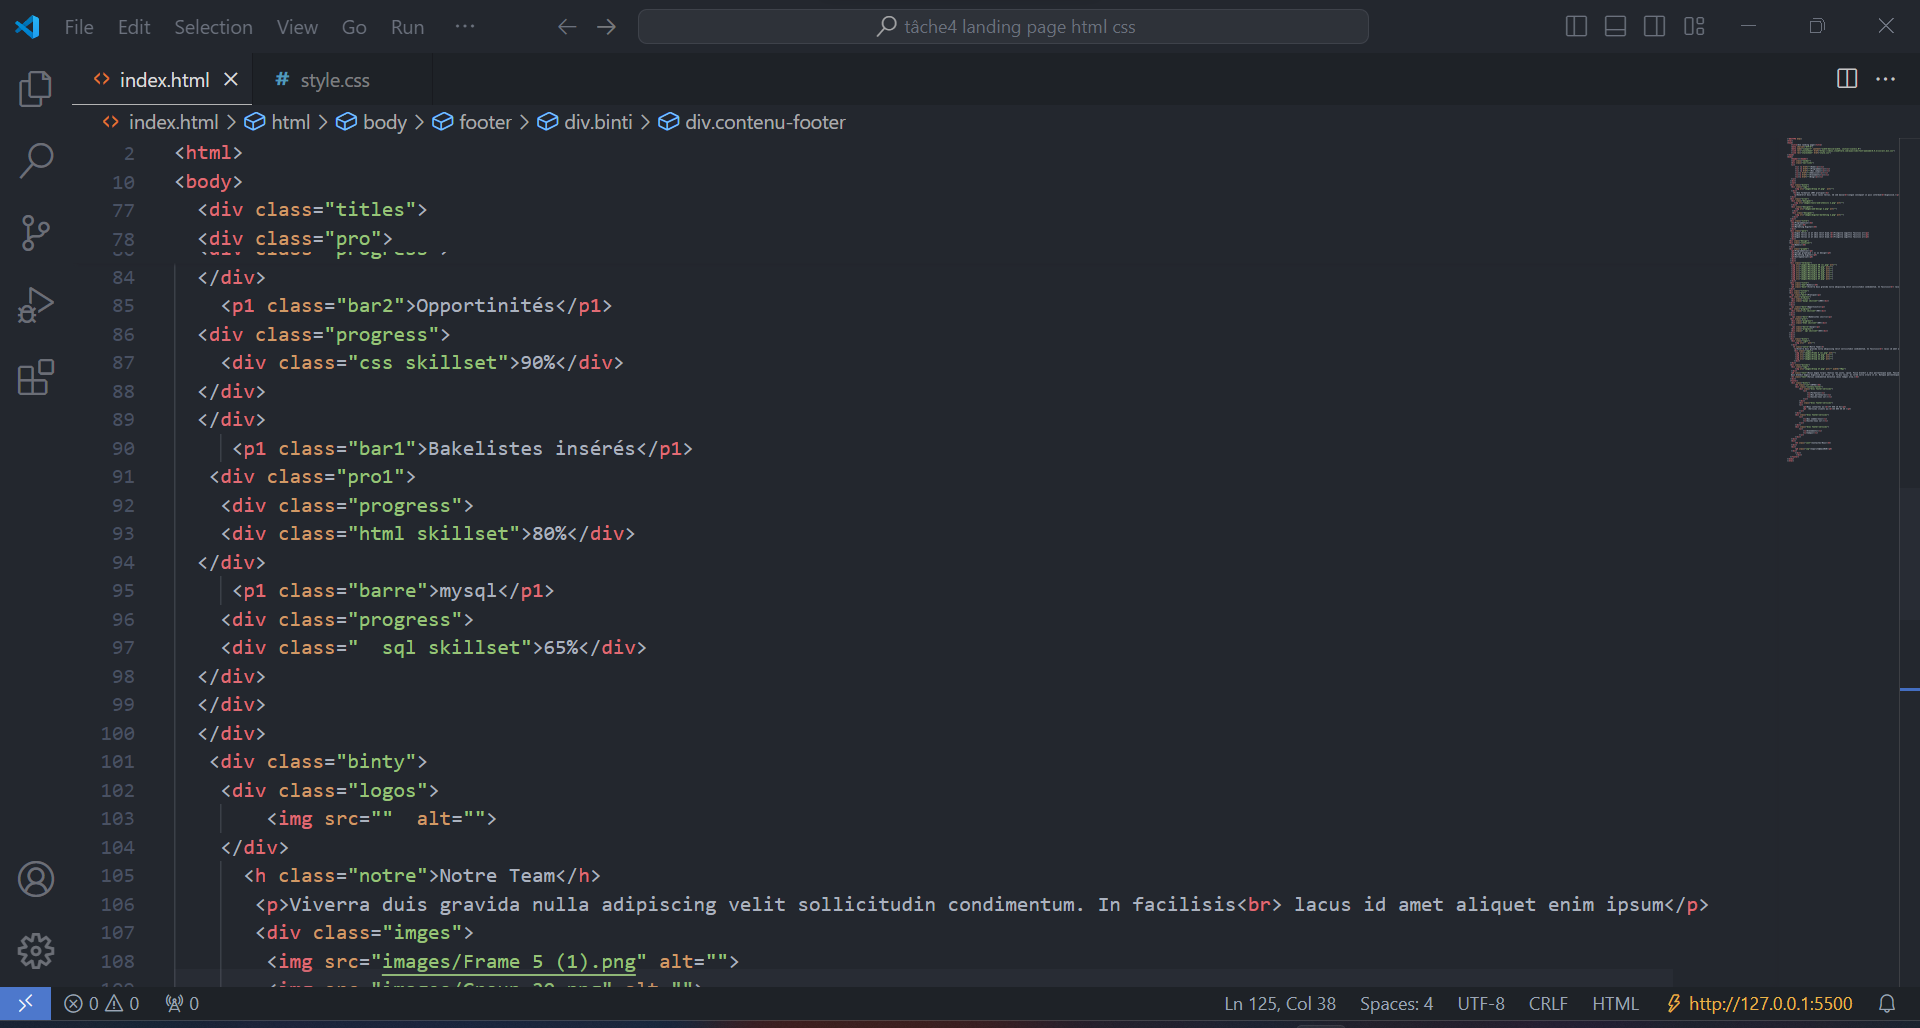 File Edit Selection View Go Run ··· tâche4 landing page html css
index.html style.css
index.html > html > body > footer > div.binti > div.contenu-footer
2 <html>
10 <body>
77 <div class="titles">
78 <div class="pro">
84 </div>
85 <p1 class="bar2">Opportinités</p1>
86 <div class="progress">
87 <div class="css skillset">90%</div>
88 </div>
89 </div>
90 <p1 class="bar1">Bakelistes insérés</p1>
91 <div class="pro1">
92 <div class="progress">
93 <div class="html skillset">80%</div>
94 </div>
95 <p1 class="barre">mysql</p1>
96 <div class="progress">
97 <div class="  sql skillset">65%</div>
98 </div>
99 </div>
100 </div>
101 <div class="binty">
102 <div class="logos">
103 <img src=""  alt="">
104 </div>
105 <h class="notre">Notre Team</h>
106 <p>Viverra duis gravida nulla adipiscing velit sollicitudin condimentum. In facilisis<br> lacus id amet aliquet enim ipsum</p>
107 <div class="imges">
108 <img src="images/Frame 5 (1).png" alt="">
0 0 0 Ln 125, Col 38 Spaces: 4 UTF-8 CRLF HTML http://127.0.0.1:5500